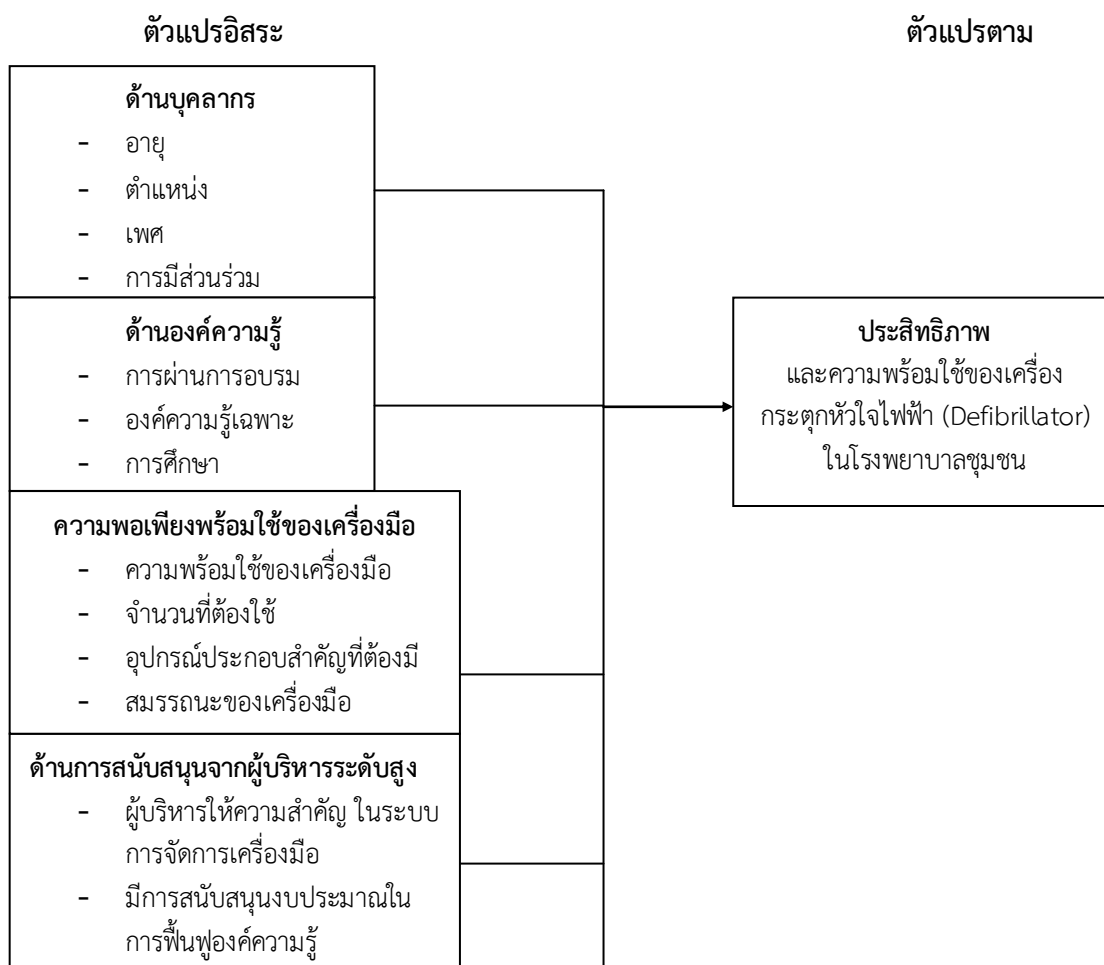 ตัวแปรอิสระ
ตัวแปรตาม
ด้านบุคลากร
- อายุ
- ตำแหน่ง
- เพศ
- การมีส่วนร่วม
ด้านองค์ความรู้
- การผ่านการอบรม
- องค์ความรู้เฉพาะ
- การศึกษา
ความพอเพียงพร้อมใช้ของเครื่องมือ
- ความพร้อมใช้ของเครื่องมือ
- จำนวนที่ต้องใช้
- อุปกรณ์ประกอบสำคัญที่ต้องมี
- สมรรถนะของเครื่องมือ
ด้านการสนับสนุนจากผู้บริหารระดับสูง
- ผู้บริหารให้ความสำคัญ ในระบบ
การจัดการเครื่องมือ
- มีการสนับสนุนงบประมาณใน
การฟื้นฟูองค์ความรู้
ประสิทธิภาพ
และความพร้อมใช้ของเครื่อง
กระตุกหัวใจไฟฟ้า (Defibrillator)
ในโรงพยาบาลชุมชน